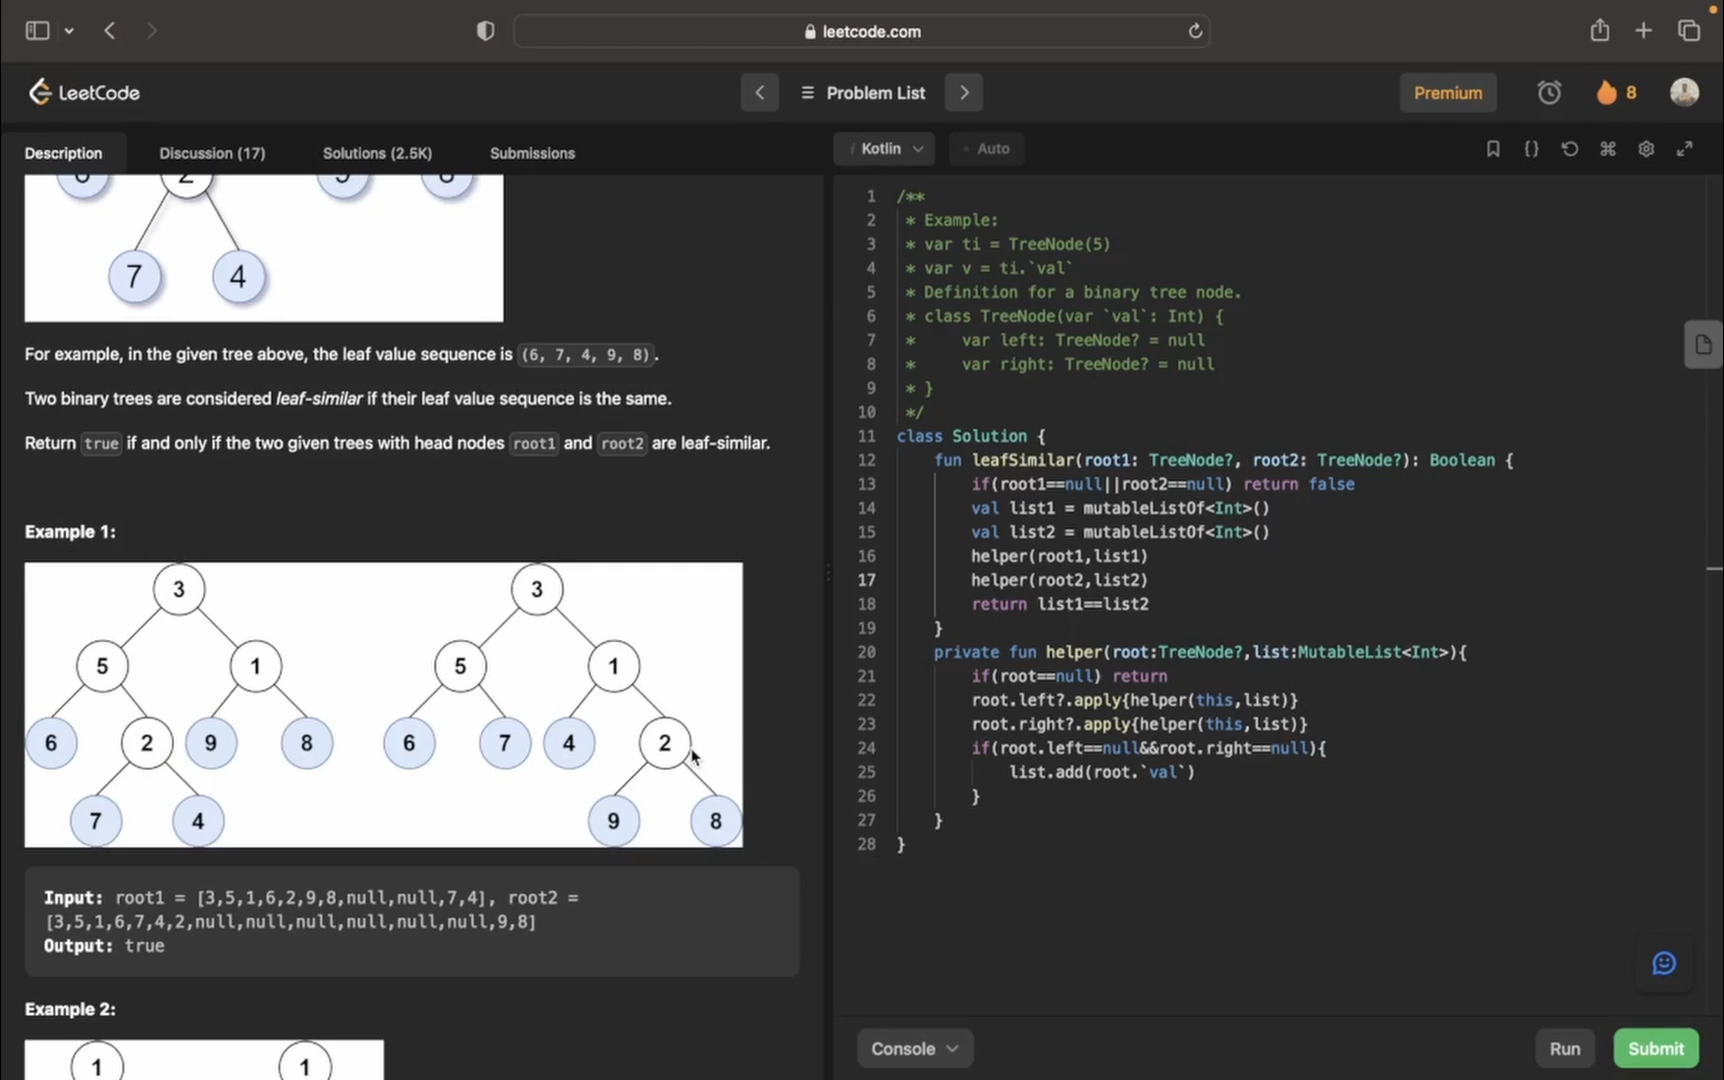 leetcode.com
LeetCode
Problem List
Premium
8
Description
Discussion (17)
Solutions (2.5K)
Submissions
Kotlin
Auto
2
7 4
For example, in the given tree above, the leaf value sequence is (6, 7, 4, 9, 8).
Two binary trees are considered leaf-similar if their leaf value sequence is the same.
Return true if and only if the two given trees with head nodes root1 and root2 are leaf-similar.
Example 1:
3 3
5 1 5 1
6 2 9 8 6 7 4 2
7 4 9 8
Input: root1 = [3,5,1,6,2,9,8,null,null,7,4], root2 =
[3,5,1,6,7,4,2,null,null,null,null,null,null,9,8]
Output: true
Example 2:
1 1
1 /**
2 * Example:
3 * var ti = TreeNode(5)
4 * var v = ti.`val`
5 * Definition for a binary tree node.
6 * class TreeNode(var `val`: Int) {
7 *     var left: TreeNode? = null
8 *     var right: TreeNode? = null
9 * }
10 */
11 class Solution {
12 fun leafSimilar(root1: TreeNode?, root2: TreeNode?): Boolean {
13 if(root1==null||root2==null) return false
14 val list1 = mutableListOf<Int>()
15 val list2 = mutableListOf<Int>()
16 helper(root1,list1)
17 helper(root2,list2)
18 return list1==list2
19 }
20 private fun helper(root:TreeNode?,list:MutableList<Int>){
21 if(root==null) return
22 root.left?.apply{helper(this,list)}
23 root.right?.apply{helper(this,list)}
24 if(root.left==null&&root.right==null){
25 list.add(root.`val`)
26 }
27 }
28 }
Console
Run
Submit